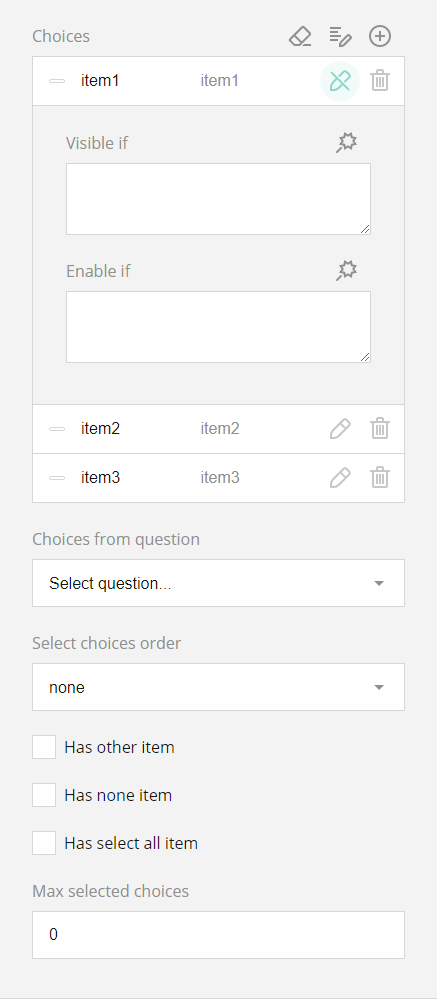 Choices
item1 item1
Visible if
Enable if
item2 item2
item3 item3
Choices from question
Select question...
Select choices order
none
Has other item
Has none item
Has select all item
Max selected choices
0